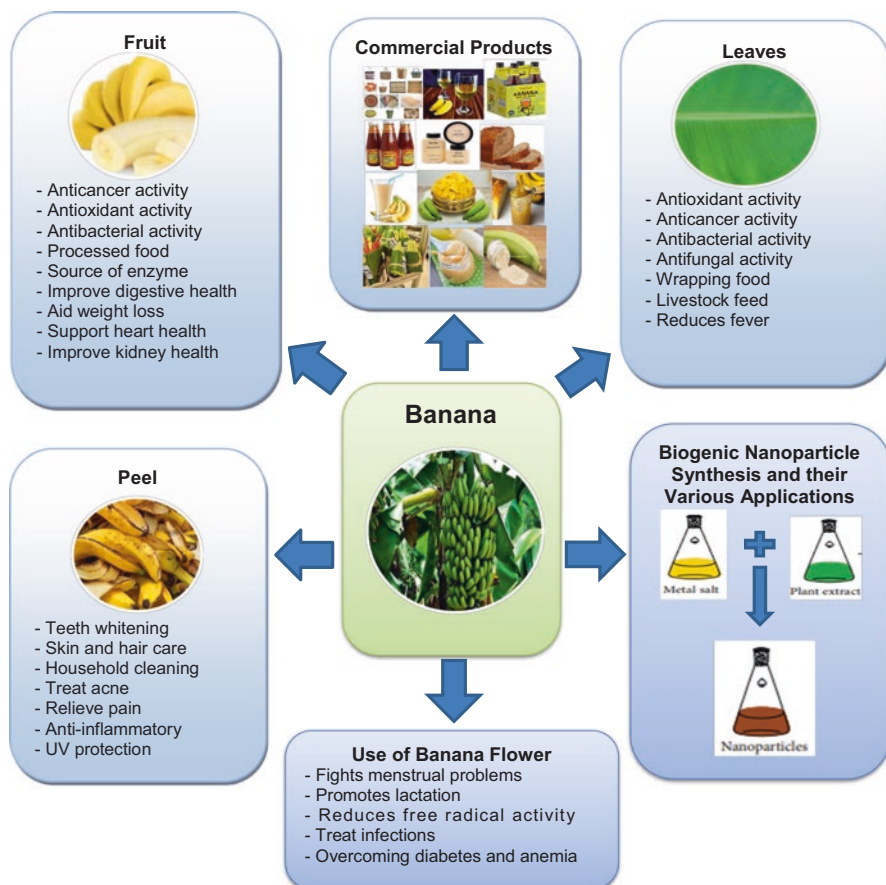 Fruit
- Anticancer activity
- Antioxidant activity
- Antibacterial activity
- Processed food
- Source of enzyme
- Improve digestive health
- Aid weight loss
- Support heart health
- Improve kidney health
Commercial Products
BANANA
Leaves
- Antioxidant activity
- Anticancer activity
- Antibacterial activity
- Antifungal activity
- Wrapping food
- Livestock feed
- Reduces fever
Banana
Peel
- Teeth whitening
- Skin and hair care
- Household cleaning
- Treat acne
- Relieve pain
- Anti-inflammatory
- UV protection
Biogenic Nanoparticle
Synthesis and their
Various Applications
Metal salt
Plant extract
Nanoparticles
Use of Banana Flower
- Fights menstrual problems
- Promotes lactation
- Reduces free radical activity
- Treat infections
- Overcoming diabetes and anemia